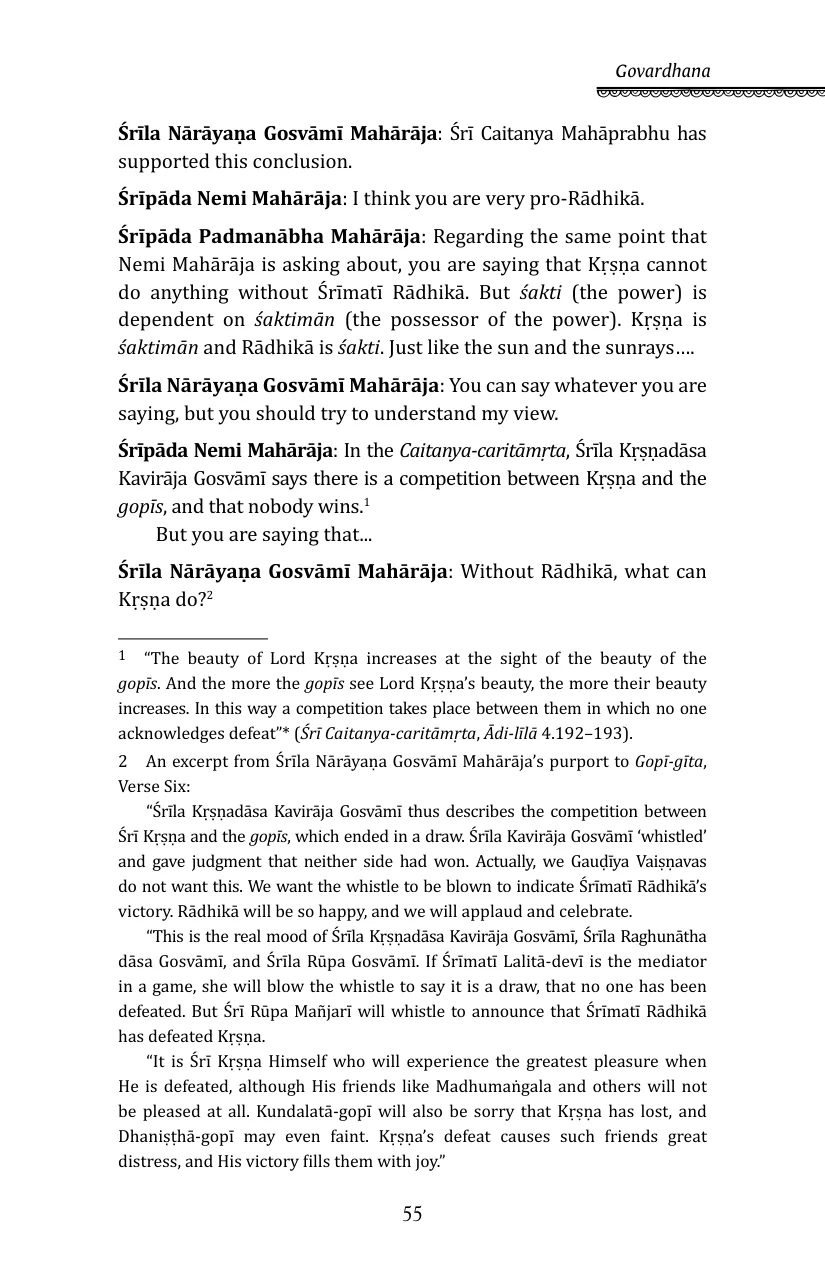 Govardhana
Śrīla Nārāyaṇa Gosvāmī Mahārāja: Śrī Caitanya Mahāprabhu has
supported this conclusion.
Śrīpāda Nemi Mahārāja: I think you are very pro-Rādhikā.
Śrīpāda Padmanābha Mahārāja: Regarding the same point that
Nemi Mahārāja is asking about, you are saying that Kṛṣṇa cannot
do anything without Śrīmatī Rādhikā. But śakti (the power) is
dependent on śaktimān (the possessor of the power). Kṛṣṇa is
śaktimān and Rādhikā is śakti. Just like the sun and the sunrays….
Śrīla Nārāyaṇa Gosvāmī Mahārāja: You can say whatever you are
saying, but you should try to understand my view.
Śrīpāda Nemi Mahārāja: In the Caitanya-caritāmṛta, Śrīla Kṛṣṇadāsa
Kavirāja Gosvāmī says there is a competition between Kṛṣṇa and the
gopīs, and that nobody wins.1
But you are saying that...
Śrīla Nārāyaṇa Gosvāmī Mahārāja: Without Rādhikā, what can
Kṛṣṇa do?2
1 “The beauty of Lord Kṛṣṇa increases at the sight of the beauty of the
gopīs. And the more the gopīs see Lord Kṛṣṇa’s beauty, the more their beauty
increases. In this way a competition takes place between them in which no one
acknowledges defeat”* (Śrī Caitanya-caritāmṛta, Ādi-līlā 4.192–193).
2 An excerpt from Śrīla Nārāyaṇa Gosvāmī Mahārāja’s purport to Gopī-gīta,
Verse Six:
“Śrīla Kṛṣṇadāsa Kavirāja Gosvāmī thus describes the competition between
Śrī Kṛṣṇa and the gopīs, which ended in a draw. Śrīla Kavirāja Gosvāmī ‘whistled’
and gave judgment that neither side had won. Actually, we Gauḍīya Vaiṣṇavas
do not want this. We want the whistle to be blown to indicate Śrīmatī Rādhikā’s
victory. Rādhikā will be so happy, and we will applaud and celebrate.
“This is the real mood of Śrīla Kṛṣṇadāsa Kavirāja Gosvāmī, Śrīla Raghunātha
dāsa Gosvāmī, and Śrīla Rūpa Gosvāmī. If Śrīmatī Lalitā-devī is the mediator
in a game, she will blow the whistle to say it is a draw, that no one has been
defeated. But Śrī Rūpa Mañjarī will whistle to announce that Śrīmatī Rādhikā
has defeated Kṛṣṇa.
“It is Śrī Kṛṣṇa Himself who will experience the greatest pleasure when
He is defeated, although His friends like Madhumaṅgala and others will not
be pleased at all. Kundalatā-gopī will also be sorry that Kṛṣṇa has lost, and
Dhaniṣṭhā-gopī may even faint. Kṛṣṇa’s defeat causes such friends great
distress, and His victory fills them with joy.”
55